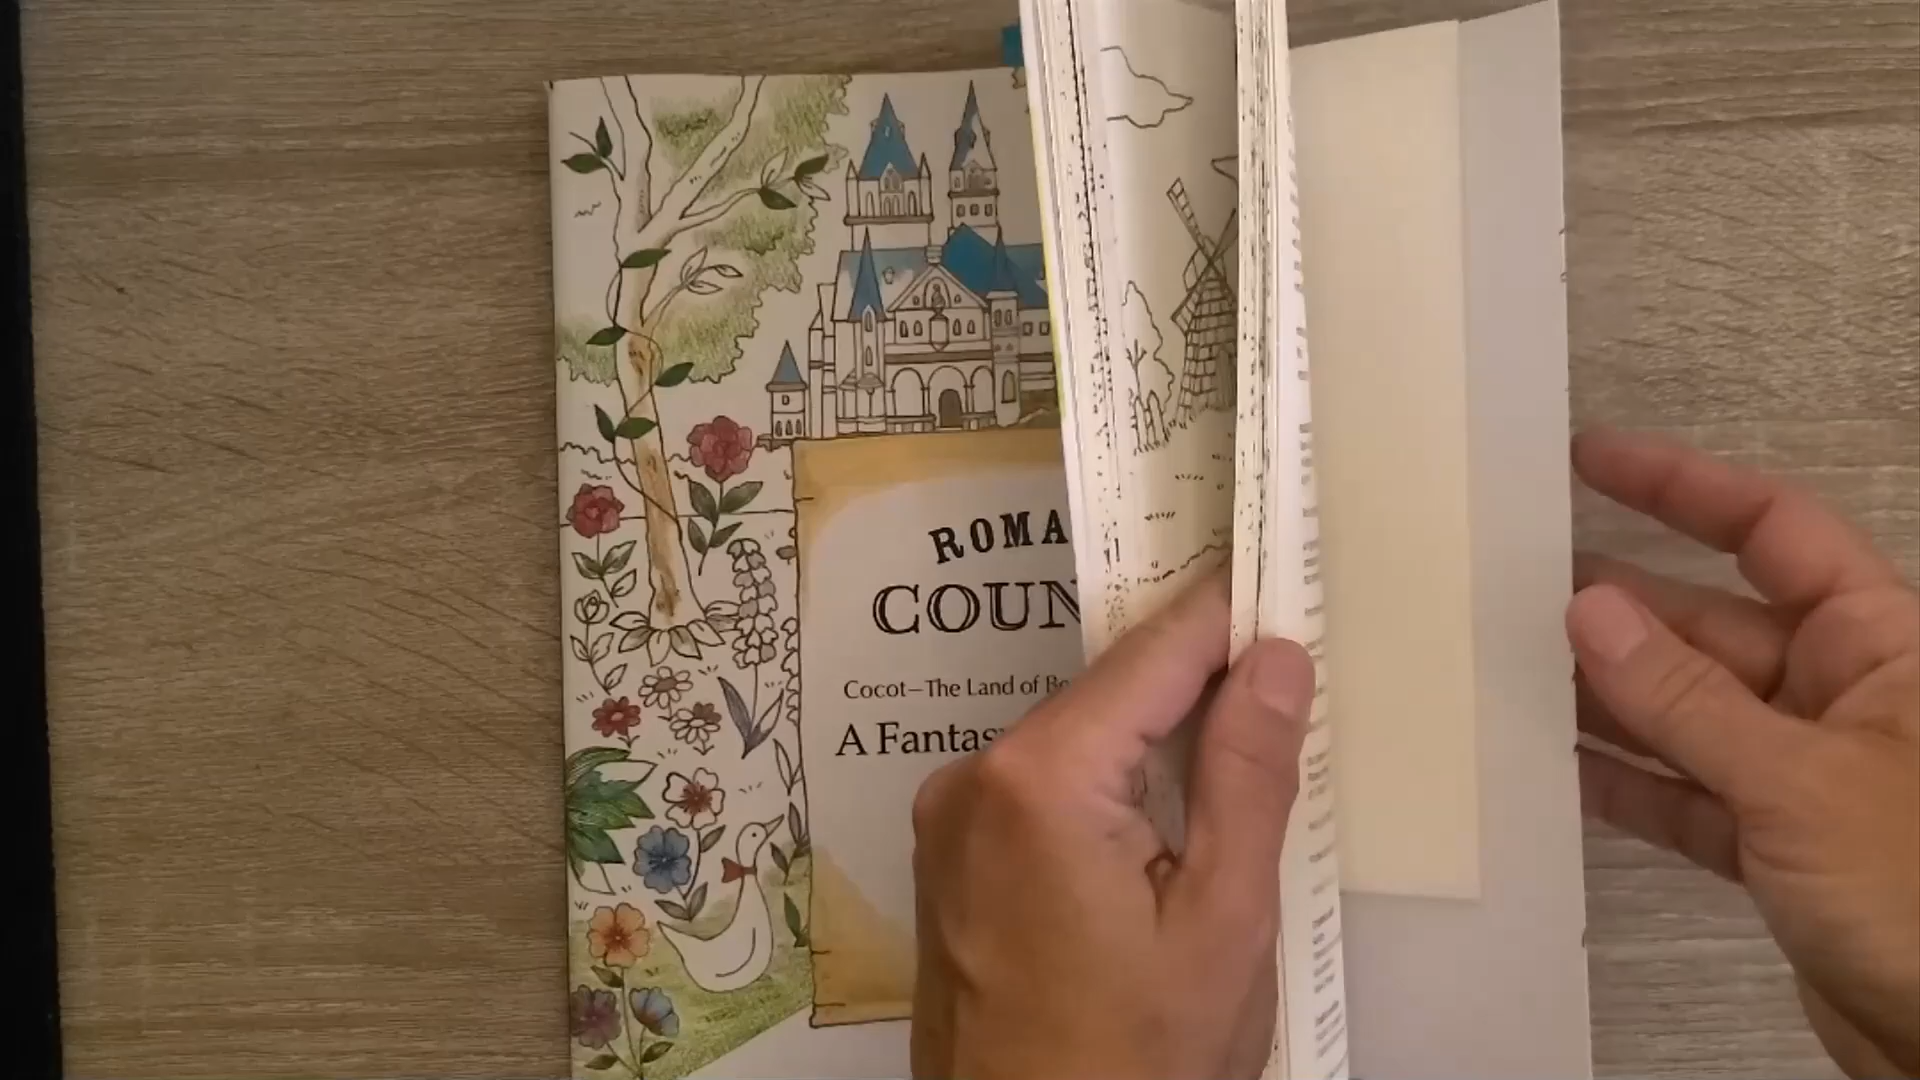 ROMA
COUN
Cocot–The Land of Be
A Fantas